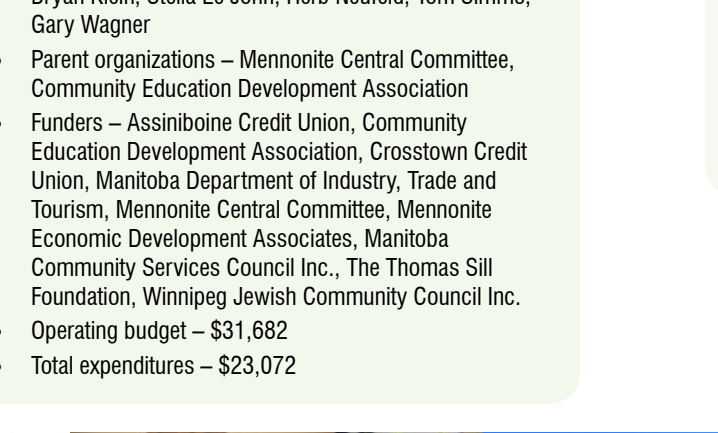 Gary Wagner
Parent organizations – Mennonite Central Committee,
Community Education Development Association
Funders – Assiniboine Credit Union, Community
Education Development Association, Crosstown Credit
Union, Manitoba Department of Industry, Trade and
Tourism, Mennonite Central Committee, Mennonite
Economic Development Associates, Manitoba
Community Services Council Inc., The Thomas Sill
Foundation, Winnipeg Jewish Community Council Inc.
Operating budget – $31,682
Total expenditures – $23,072